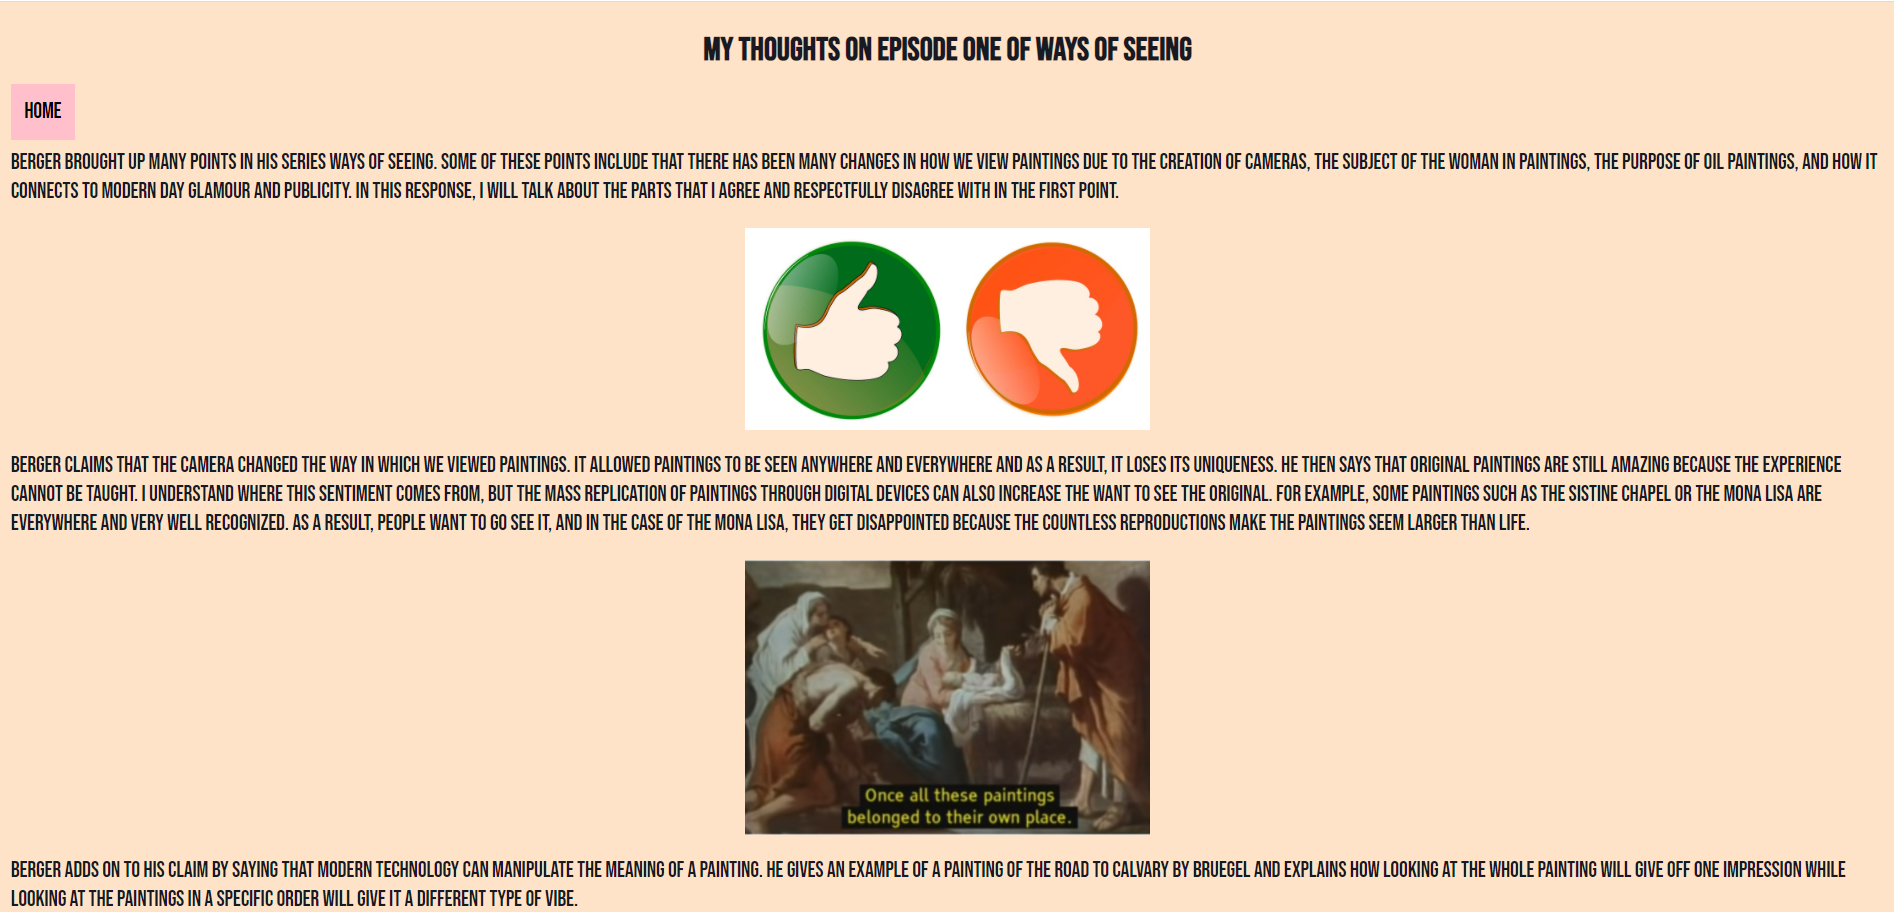 MY THOUGHTS ON EPISODE ONE OF WAYS OF SEEING
HOME
BERGER BROUGHT UP MANY POINTS IN HIS SERIES WAYS OF SEEING. SOME OF THESE POINTS INCLUDE THAT THERE HAS BEEN MANY CHANGES IN HOW WE VIEW PAINTINGS DUE TO THE CREATION OF CAMERAS, THE SUBJECT OF THE WOMAN IN PAINTINGS, THE PURPOSE OF OIL PAINTINGS, AND HOW IT
CONNECTS TO MODERN DAY GLAMOUR AND PUBLICITY. IN THIS RESPONSE, I WILL TALK ABOUT THE PARTS THAT I AGREE AND RESPECTFULLY DISAGREE WITH IN THE FIRST POINT.
BERGER CLAIMS THAT THE CAMERA CHANGED THE WAY IN WHICH WE VIEWED PAINTINGS. IT ALLOWED PAINTINGS TO BE SEEN ANYWHERE AND EVERYWHERE AND AS A RESULT, IT LOSES ITS UNIQUENESS. HE THEN SAYS THAT ORIGINAL PAINTINGS ARE STILL AMAZING BECAUSE THE EXPERIENCE
CANNOT BE TAUGHT. I UNDERSTAND WHERE THIS SENTIMENT COMES FROM, BUT THE MASS REPLICATION OF PAINTINGS THROUGH DIGITAL DEVICES CAN ALSO INCREASE THE WANT TO SEE THE ORIGINAL. FOR EXAMPLE, SOME PAINTINGS SUCH AS THE SISTINE CHAPEL OR THE MONA LISA ARE
EVERYWHERE AND VERY WELL RECOGNIZED. AS A RESULT, PEOPLE WANT TO GO SEE IT, AND IN THE CASE OF THE MONA LISA, THEY GET DISAPPOINTED BECAUSE THE COUNTLESS REPRODUCTIONS MAKE THE PAINTINGS SEEM LARGER THAN LIFE.
Once all these paintings
belonged to their own place.
BERGER ADDS ON TO HIS CLAIM BY SAYING THAT MODERN TECHNOLOGY CAN MANIPULATE THE MEANING OF A PAINTING. HE GIVES AN EXAMPLE OF A PAINTING OF THE ROAD TO CALVARY BY BRUEGEL AND EXPLAINS HOW LOOKING AT THE WHOLE PAINTING WILL GIVE OFF ONE IMPRESSION WHILE
LOOKING AT THE PAINTINGS IN A SPECIFIC ORDER WILL GIVE IT A DIFFERENT TYPE OF VIBE.